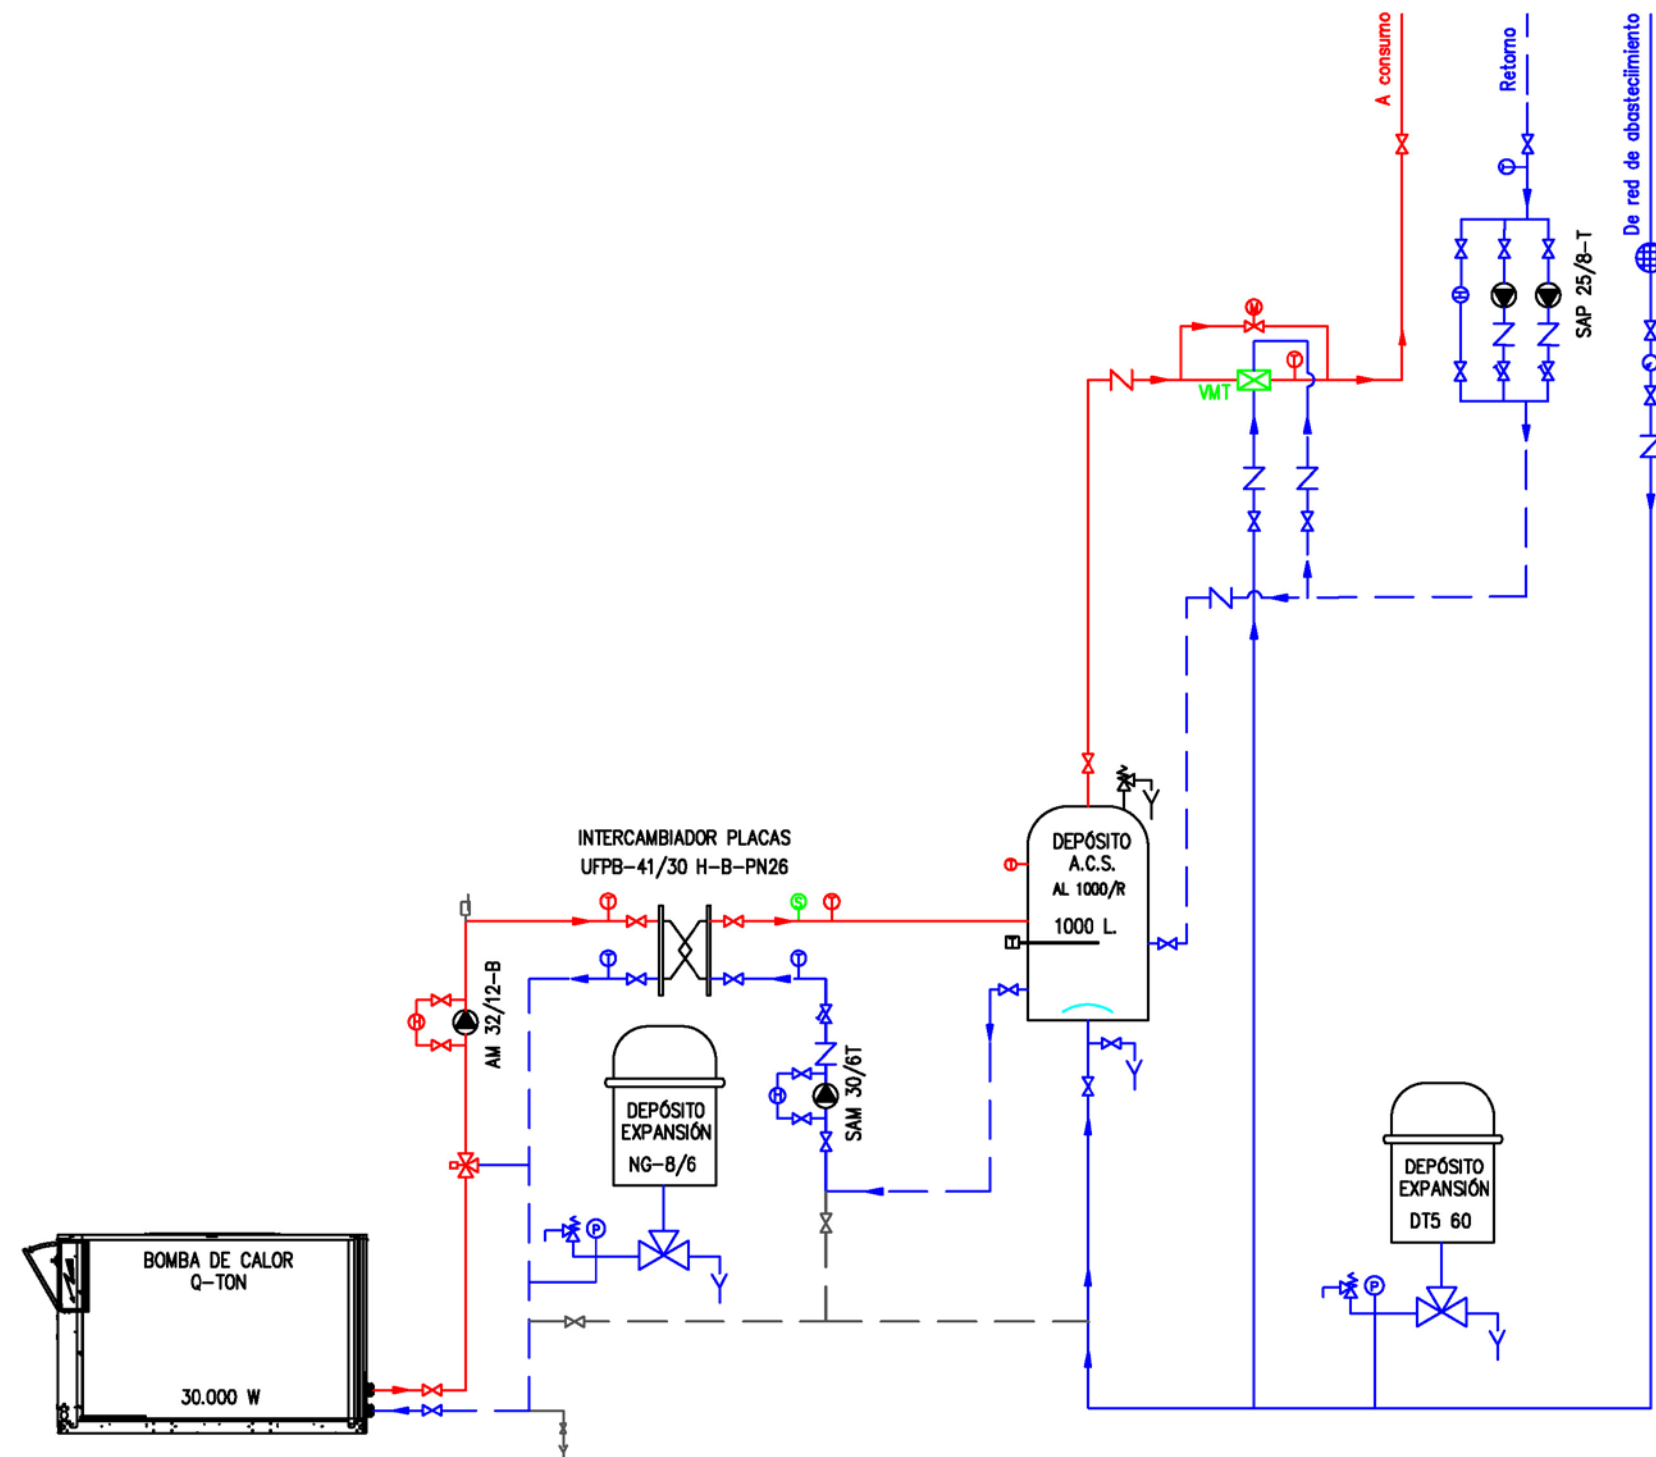 A consumo
Retorno
De red de abasteciimiento
SAP 25/8-T
M
T
T
H
VMT
INTERCAMBIADOR PLACAS
UFPB-41/30 H-B-PN26
DEPÓSITO
A.C.S.
AL 1000/R
1000 L.
T
T
T
S
T
T
T
H
AM 32/12-B
H
SAM 30/6T
DEPÓSITO
EXPANSIÓN
NG-8/6
P
DEPÓSITO
EXPANSIÓN
DT5 60
P
BOMBA DE CALOR
Q-TON
30.000 W